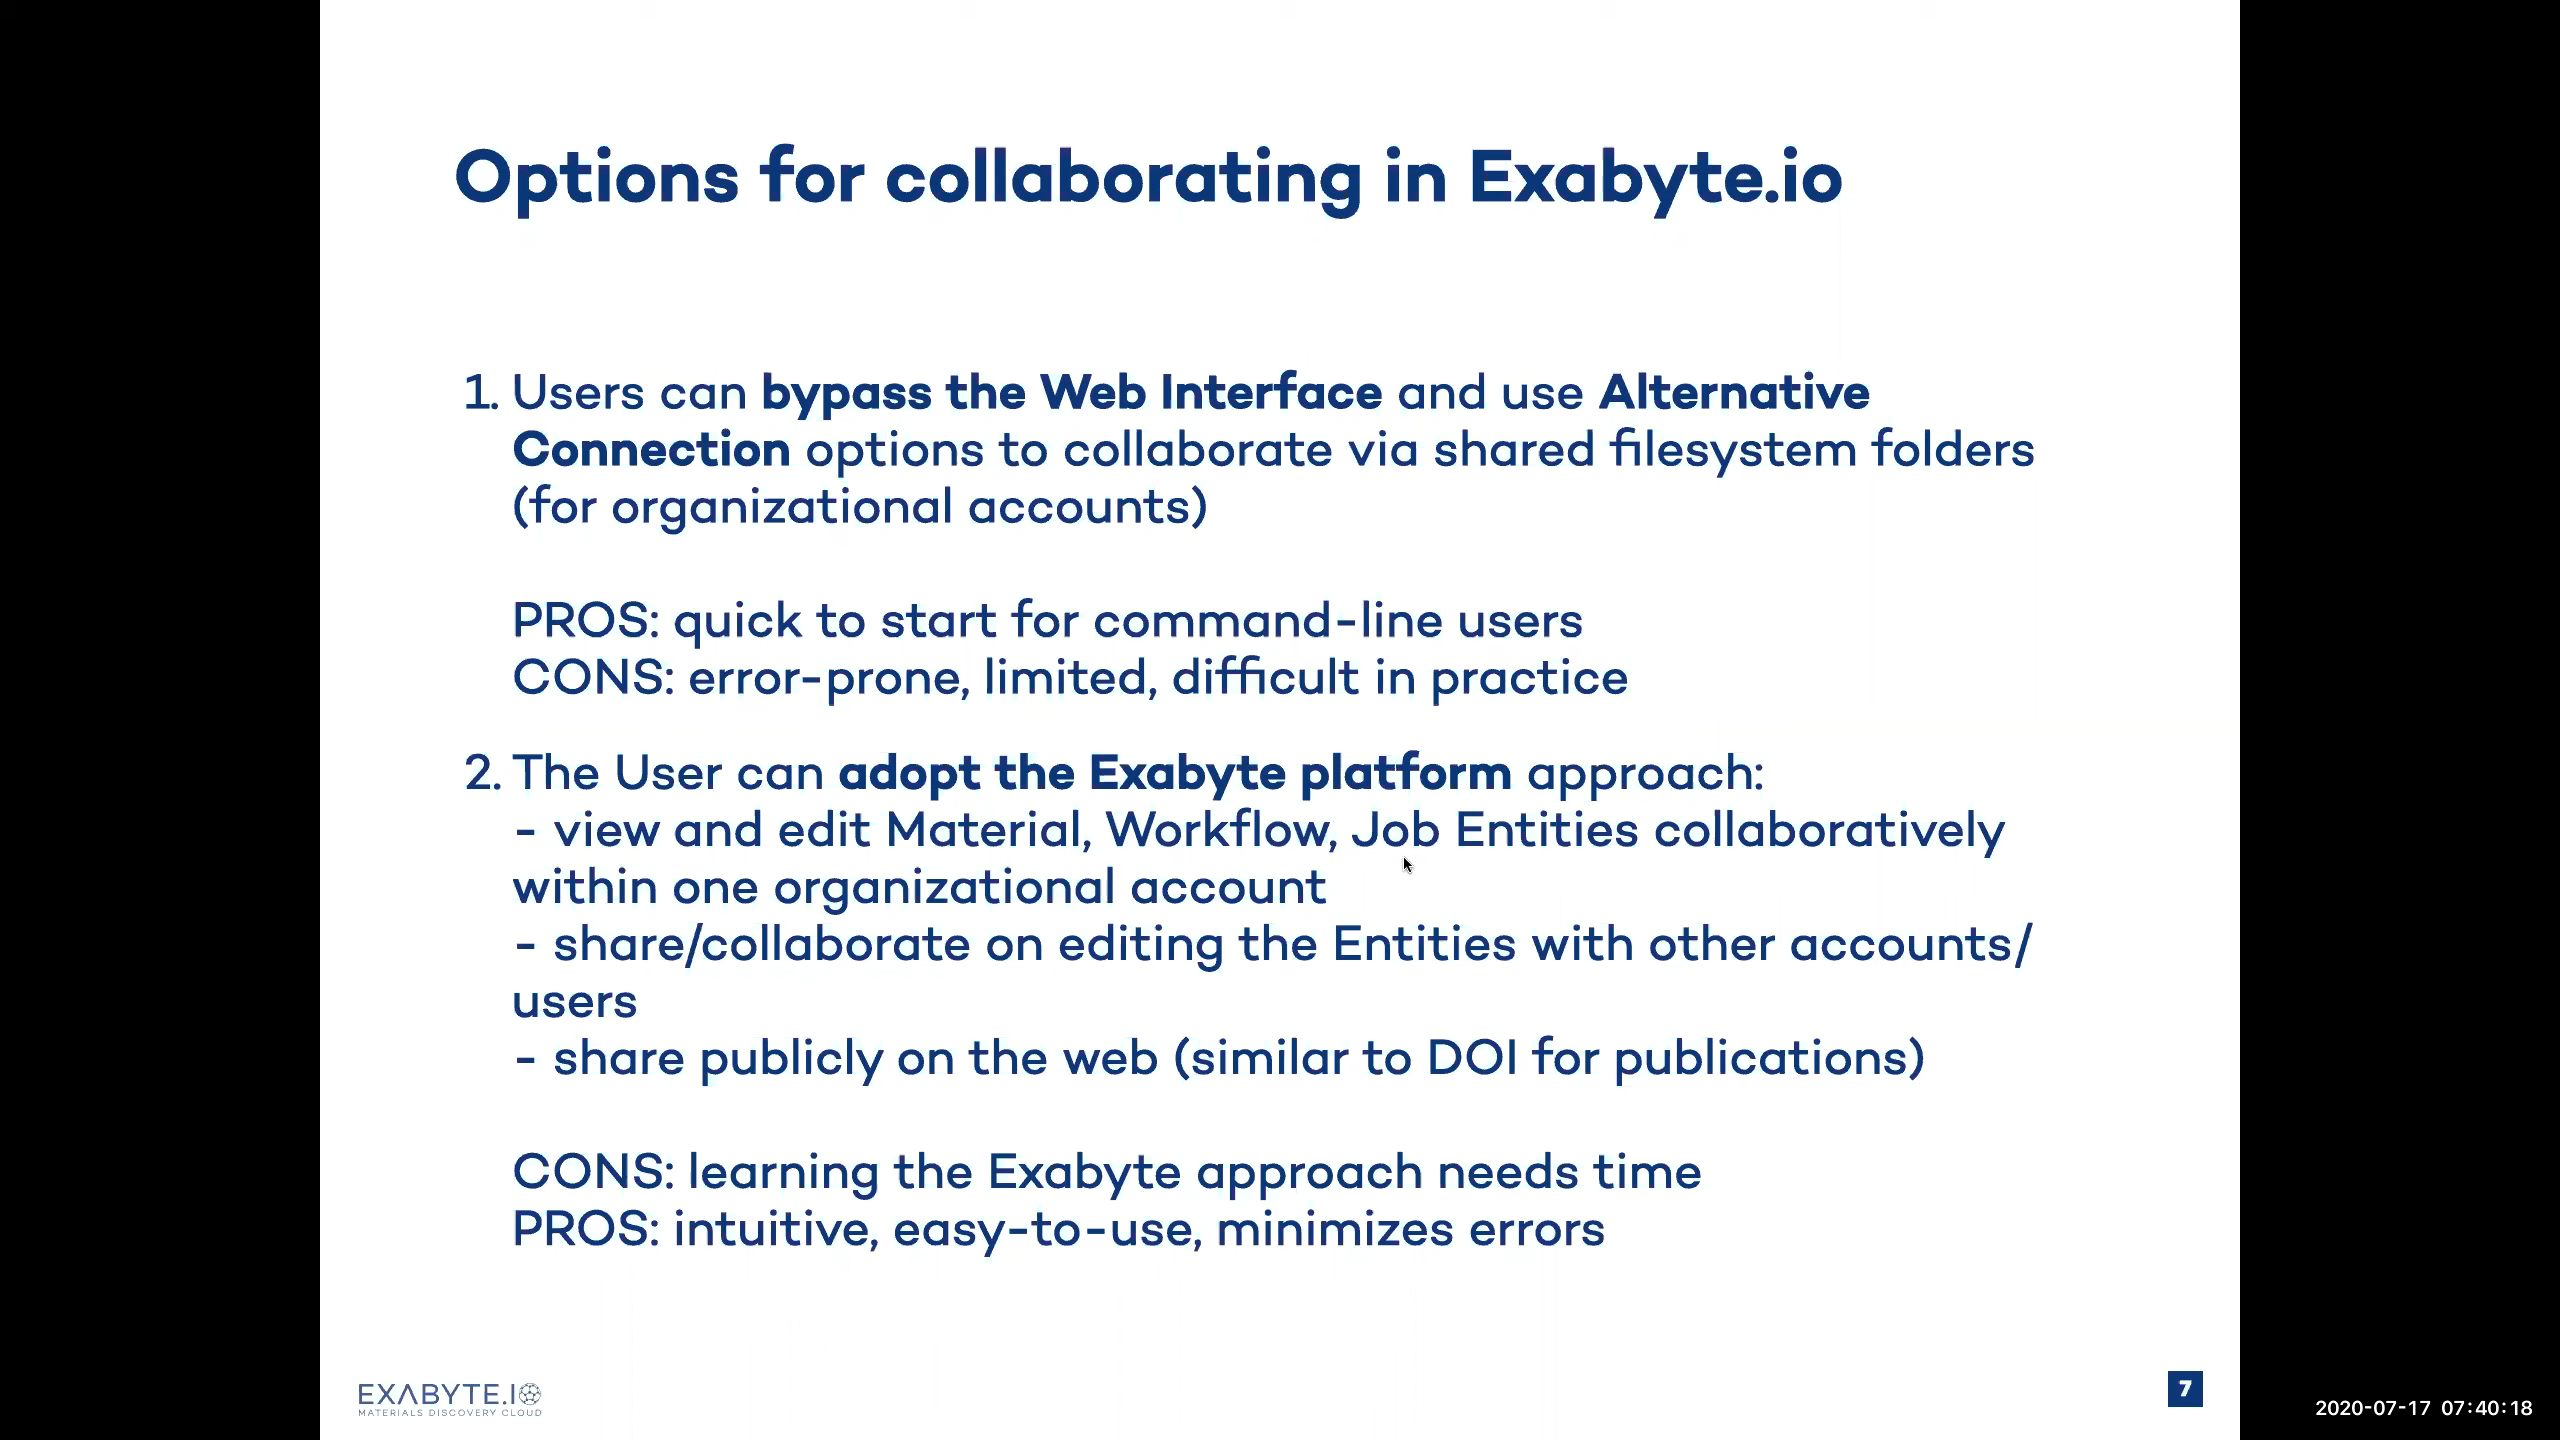 Options for collaborating in Exabyte.io
1. Users can bypass the Web Interface and use Alternative
Connection options to collaborate via shared filesystem folders
(for organizational accounts)
PROS: quick to start for command-line users
CONS: error-prone, limited, difficult in practice
2. The User can adopt the Exabyte platform approach:
- view and edit Material, Workflow, Job Entities collaboratively
within one organizational account
- share/collaborate on editing the Entities with other accounts/
users
- share publicly on the web (similar to DOI for publications)
CONS: learning the Exabyte approach needs time
PROS: intuitive, easy-to-use, minimizes errors
EXABYTE.IO
MATERIALS DISCOVERY CLOUD
7
2020-07-17 07:40:18